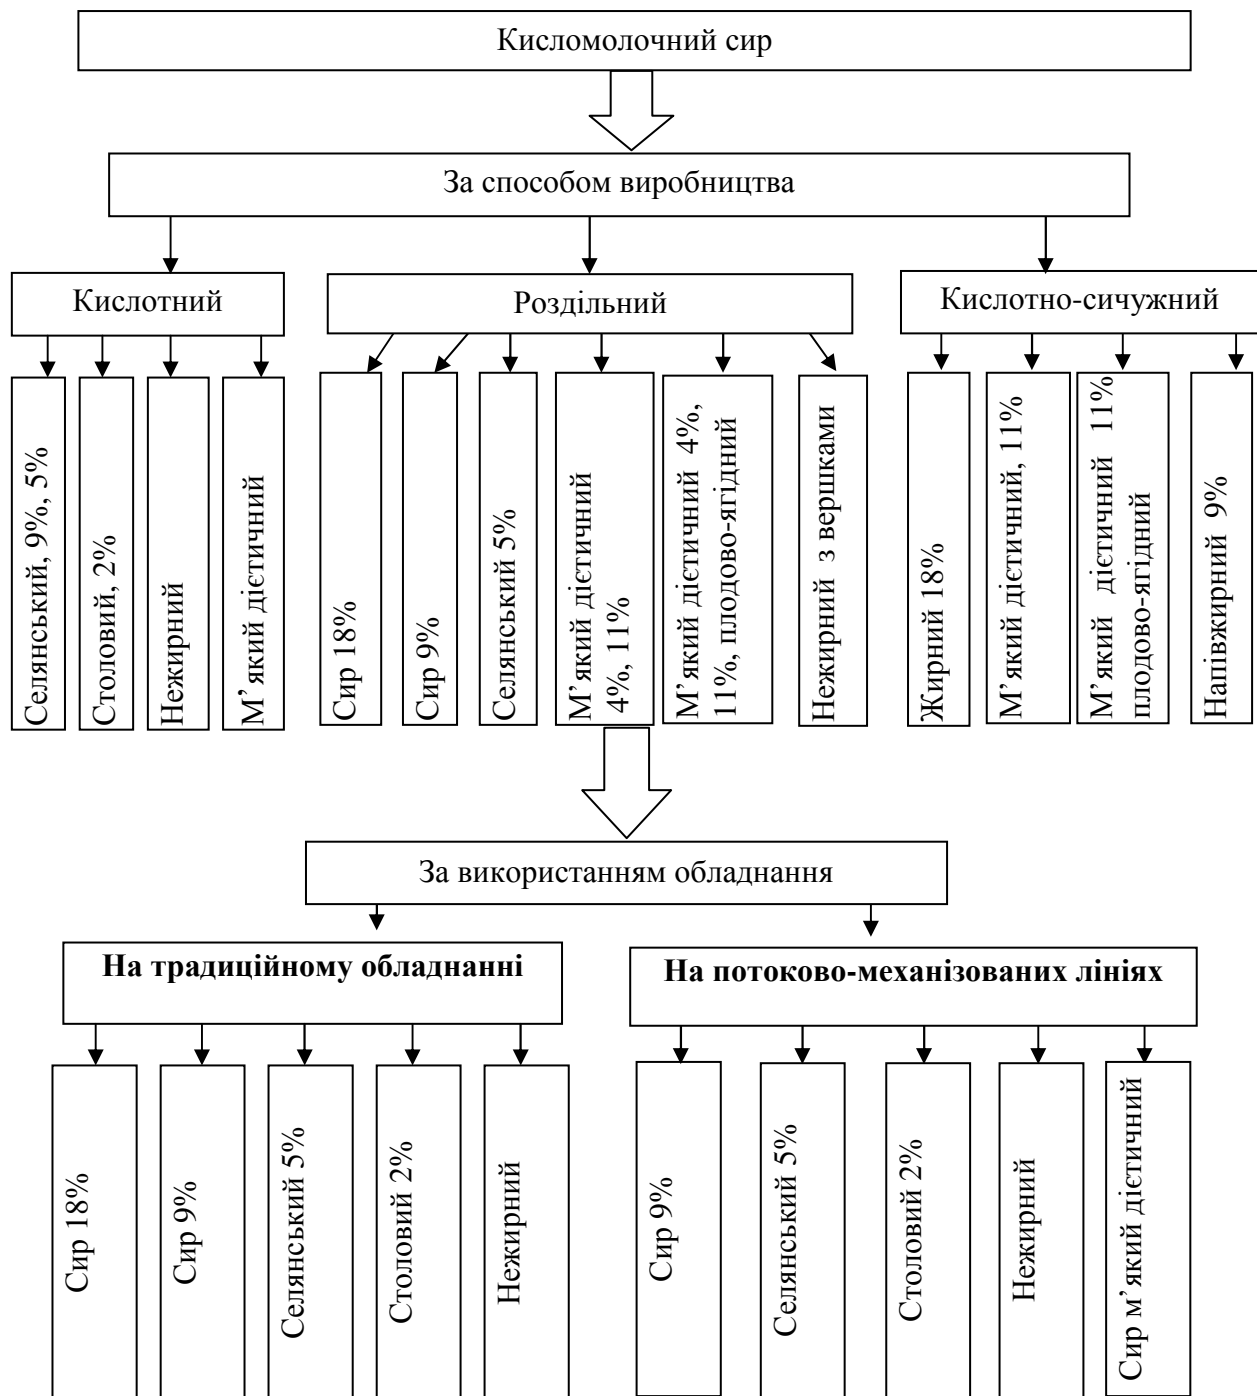 Кисломолочний сир
За способом виробництва
Кислотний
Роздільний
Кислотно-сичужний
Селянський, 9%, 5%
Столовий, 2%
Нежирний
М’який дієтичний
Сир 18%
Сир 9%
Селянський 5%
М’який дієтичний
4%, 11%
М’який дієтичний 4%,
11%, плодово-ягідний
Нежирний з вершками
Жирний 18%
М’який дієтичний, 11%
М’який дієтичний 11%
плодово-ягідний
Напівжирний 9%
За використанням обладнання
На традиційному обладнанні
На потоково-механізованих лініях
Сир 18%
Сир 9%
Селянський 5%
Столовий 2%
Нежирний
Сир 9%
Селянський 5%
Столовий 2%
Нежирний
Сир м’який дієтичний